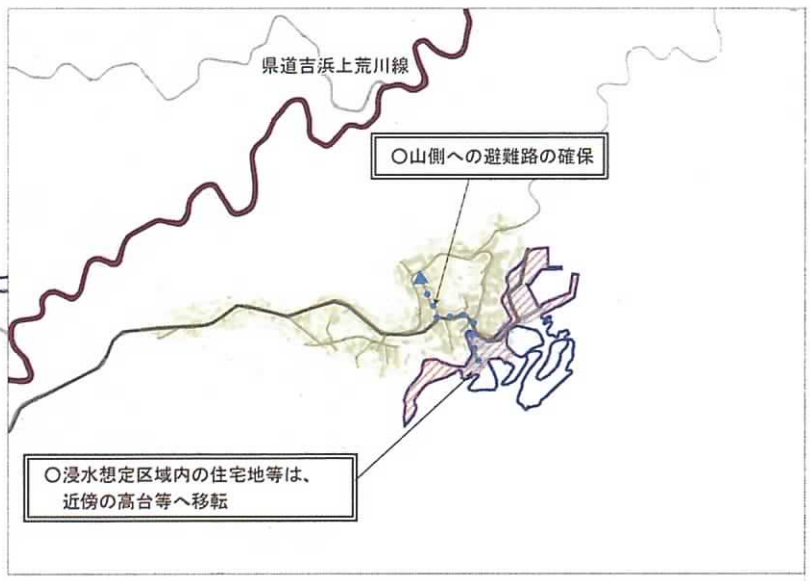 県道吉浜上荒川線
○山側への避難路の確保
○浸水想定区域内の住宅地等は、
近傍の高台等へ移転